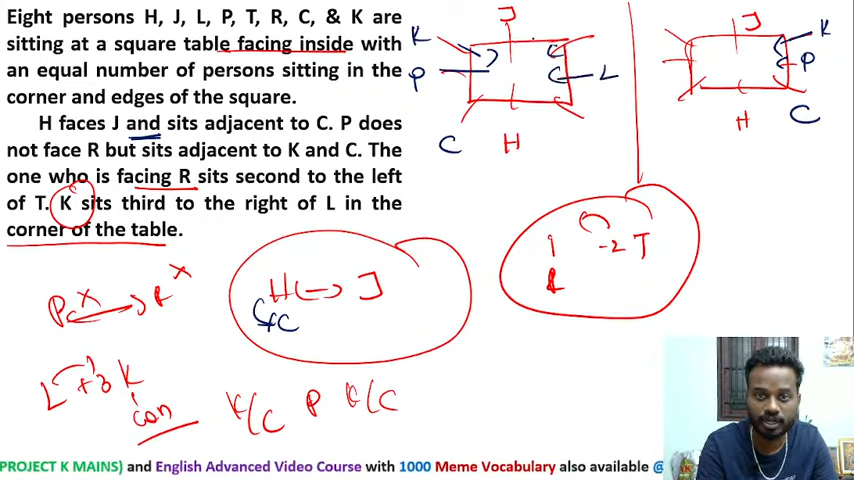 Eight persons H, J, L, P, T, R, C, & K are
sitting at a square table facing inside with
an equal number of persons sitting in the
corner and edges of the square.
H faces J and sits adjacent to C. P does
not face R but sits adjacent to K and C. The
one who is facing R sits second to the left
of T. K sits third to the right of L in the
corner of the table.
J
K
P
L
C
H
J
K
P
H
C
H ↔ J
C
-2 T
R
P ↔ R
L +3 K
Con
K/C P K/C
PROJECT K MAINS) and English Advanced Video Course with 1000 Meme Vocabulary also available @